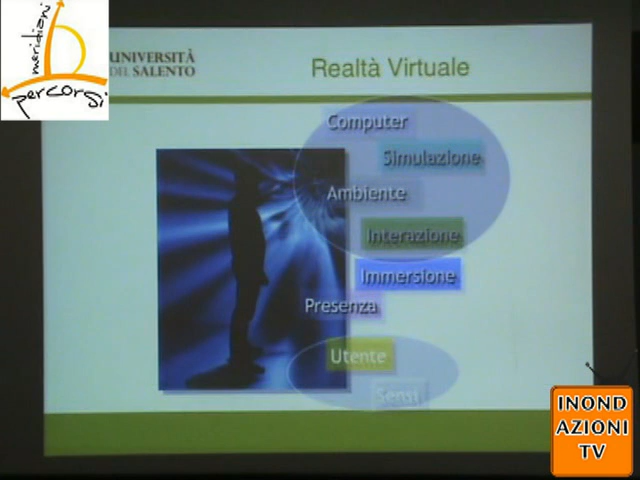 meridiani
percorsi
UNIVERSITÀ
DEL SALENTO
Realtà Virtuale
Computer
Simulazione
Ambiente
Interazione
Immersione
Presenza
Utente
Sensi
INOND
AZIONI
TV